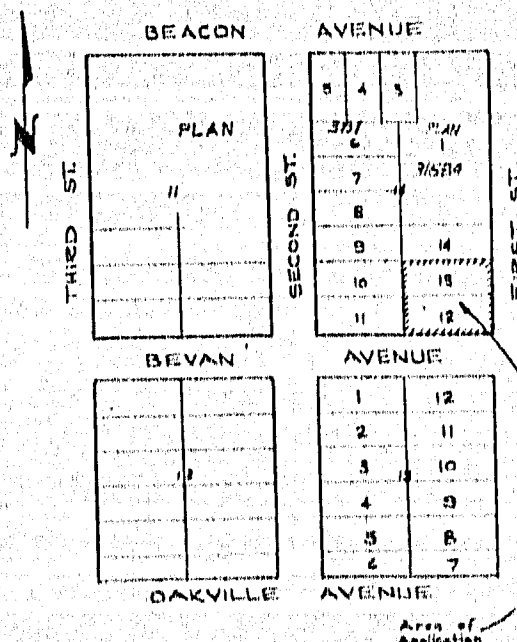 BEACON AVENUE
5 4 3
PLAN
PLAN
6
1
7
11
8
9
14
10
13
11
12
THIRD ST.
SECOND ST.
FIRST ST.
BEVAN AVENUE
1 12
2 11
3 10
4 9
5 8
6 7
OAKVILLE AVENUE
Area of
Application